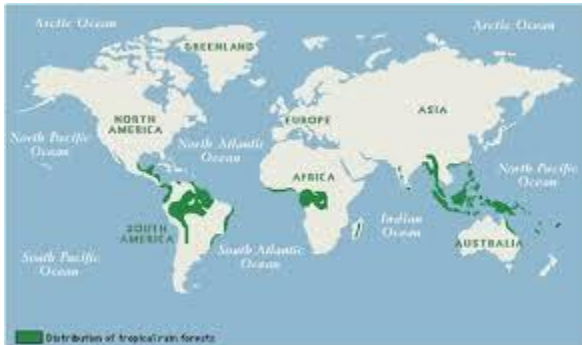 Arctic Ocean
Arctic Ocean
GREENLAND
NORTH
AMERICA
EUROPE
ASIA
North Pacific
Ocean
North Atlantic
Ocean
North Pacific
Ocean
AFRICA
Indian
Ocean
SOUTH
AMERICA
South Atlantic
Ocean
AUSTRALIA
South Pacific
Ocean
Distribution of tropical rain forests